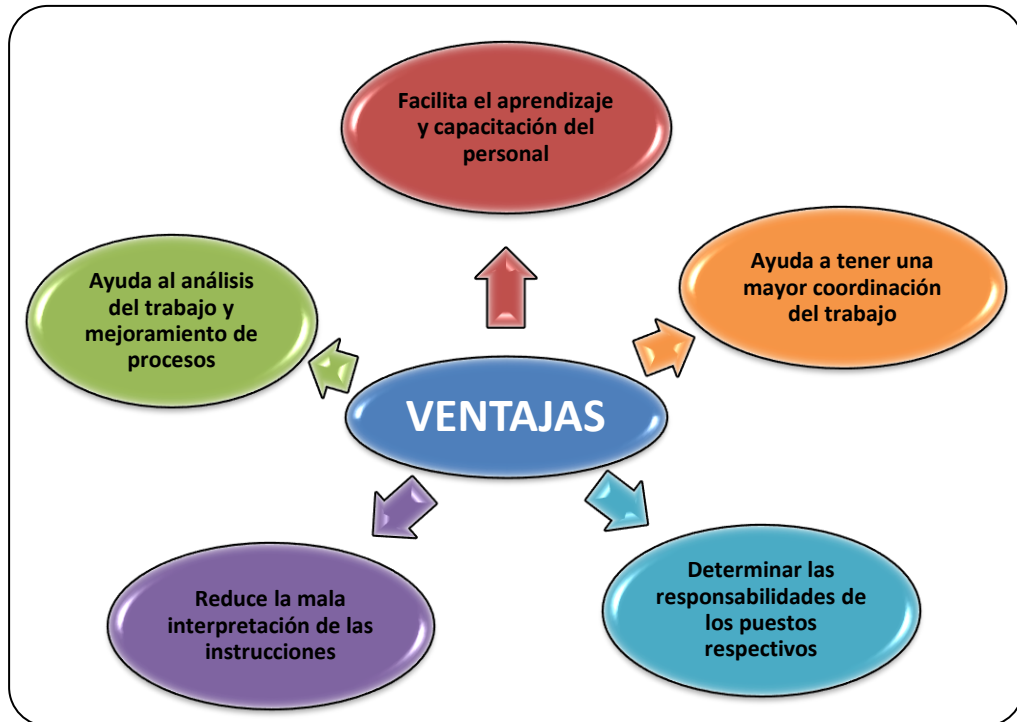 Facilita el aprendizaje
y capacitación del
personal
Ayuda a tener una
mayor coordinación
del trabajo
Ayuda al análisis
del trabajo y
mejoramiento de
procesos
VENTAJAS
Determinar las
responsabilidades de
los puestos
respectivos
Reduce la mala
interpretación de las
instrucciones